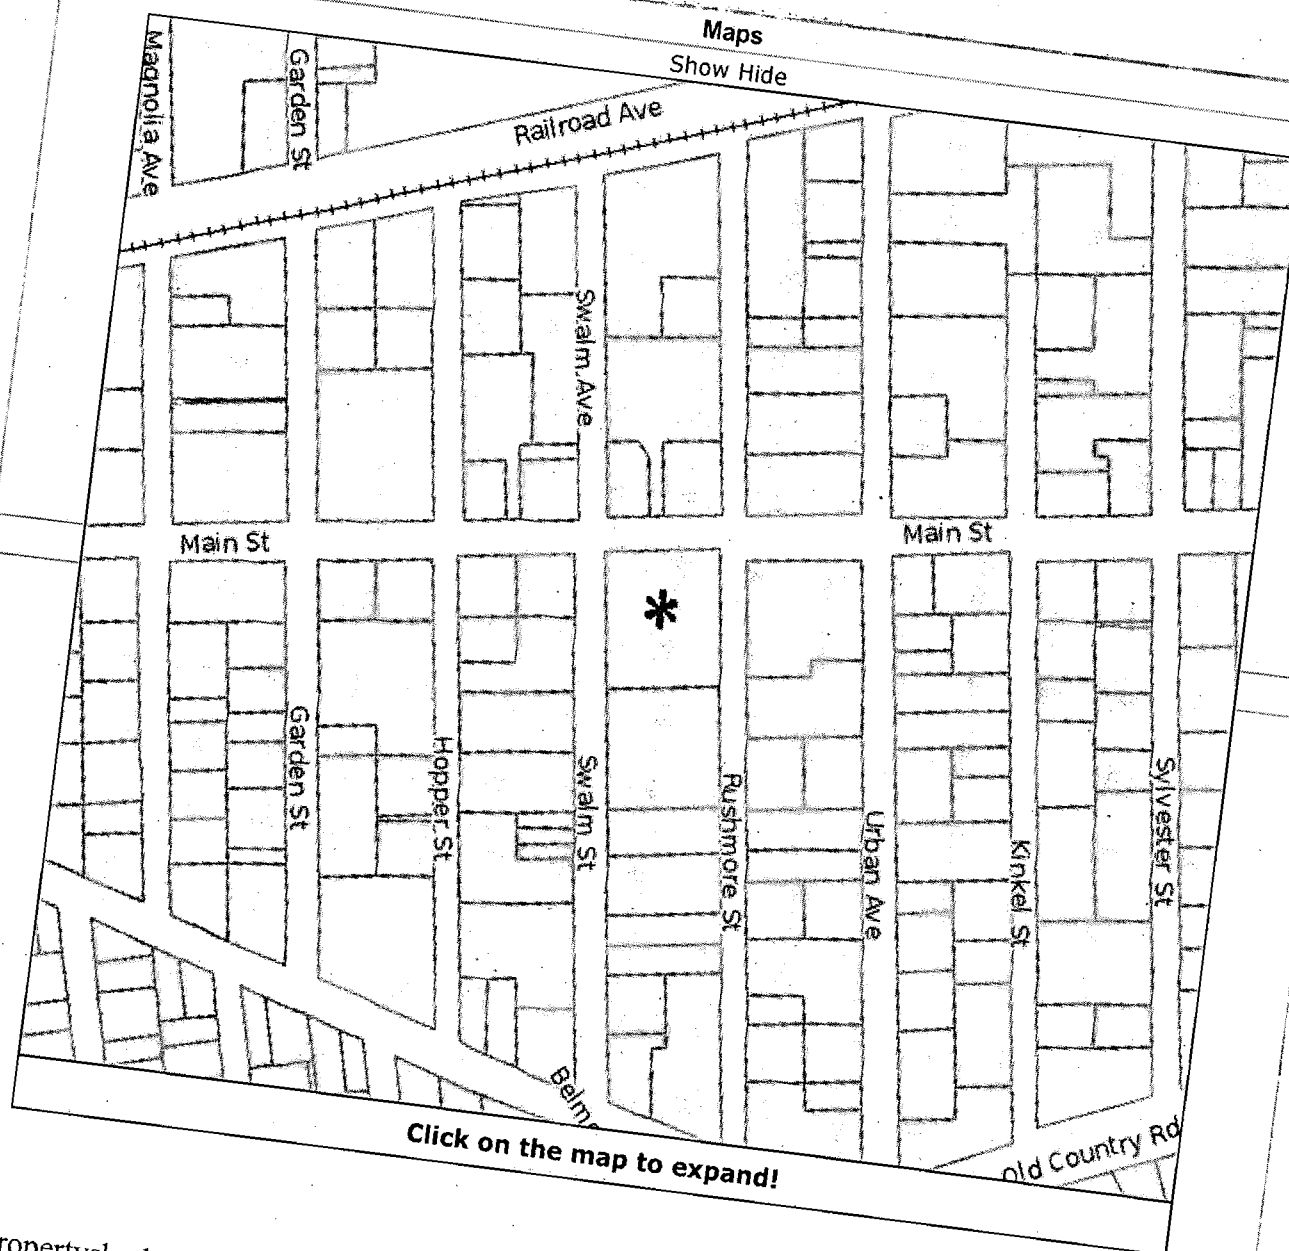 Maps
Show Hide
Magnolia Ave
Garden St
Railroad Ave
Swalm Ave
Main St
Main St
Garden St
Hopper St
Swalm St
Rushmore St
Urban Ave
Kinkel St
Sylvester St
Old Country Rd
Click on the map to expand!